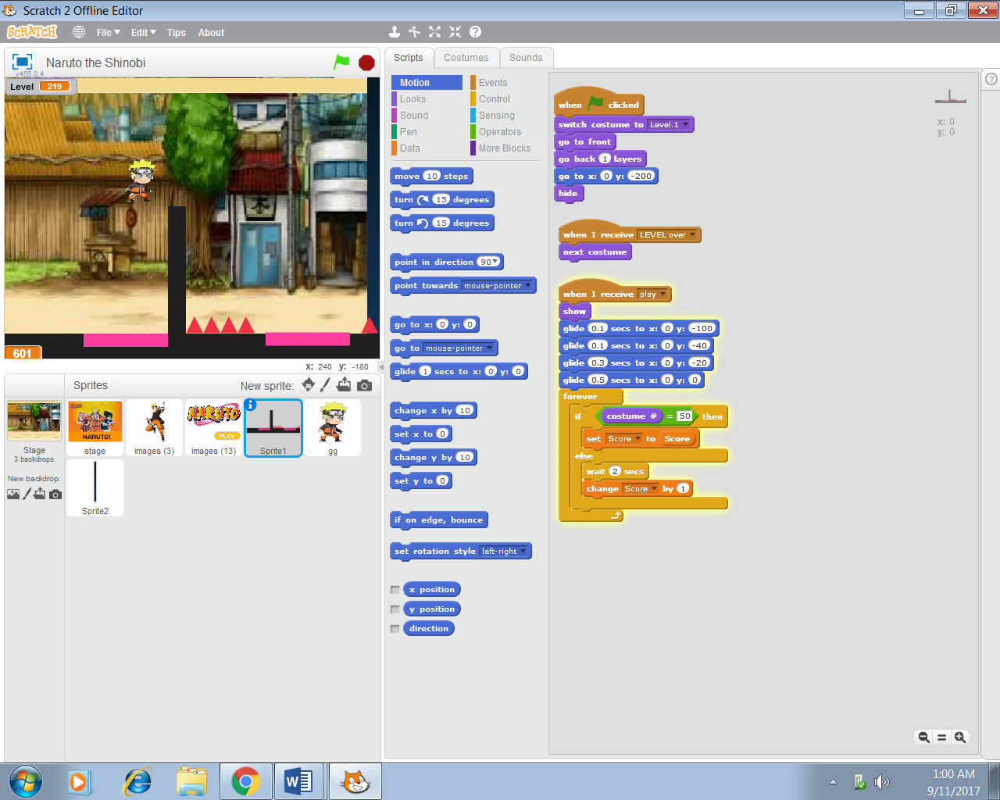 Scratch 2 Offline Editor
SCRATCH File Edit Tips About
Naruto the Shinobi
v456.0.4
Level 219
601
x: 240 y: -180
Sprites New sprite:
Stage
3 backdrops
New backdrop:
NARUTO!
stage
images (3)
NARUTO
PLAY
images (13)
Sprite1
gg
Sprite2
Scripts Costumes Sounds
Motion Events
Looks Control
Sound Sensing
Pen Operators
Data More Blocks
move 10 steps
turn 15 degrees
turn 15 degrees
point in direction 90
point towards mouse-pointer
go to x: 0 y: 0
go to mouse-pointer
glide 1 secs to x: 0 y: 0
change x by 10
set x to 0
change y by 10
set y to 0
if on edge, bounce
set rotation style left-right
x position
y position
direction
when clicked
switch costume to Level.1
go to front
go back 1 layers
go to x: 0 y: -200
hide
when I receive LEVEL over
next costume
when I receive play
show
glide 0.1 secs to x: 0 y: -100
glide 0.1 secs to x: 0 y: -40
glide 0.3 secs to x: 0 y: -20
glide 0.5 secs to x: 0 y: 0
forever
if costume # = 50 then
set Score to Score
else
wait 2 secs
change Score by 1
x: 0
y: 0
1:00 AM
9/11/2017